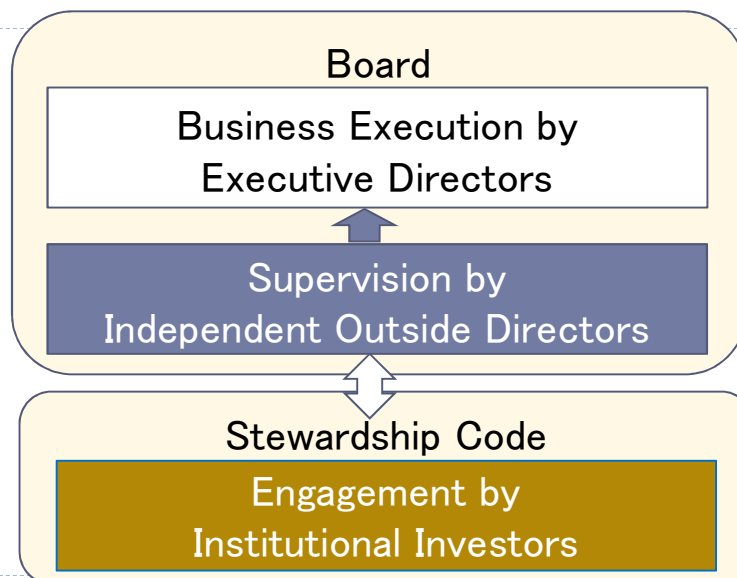 Board
Business Execution by
Executive Directors
Supervision by
Independent Outside Directors
Stewardship Code
Engagement by
Institutional Investors